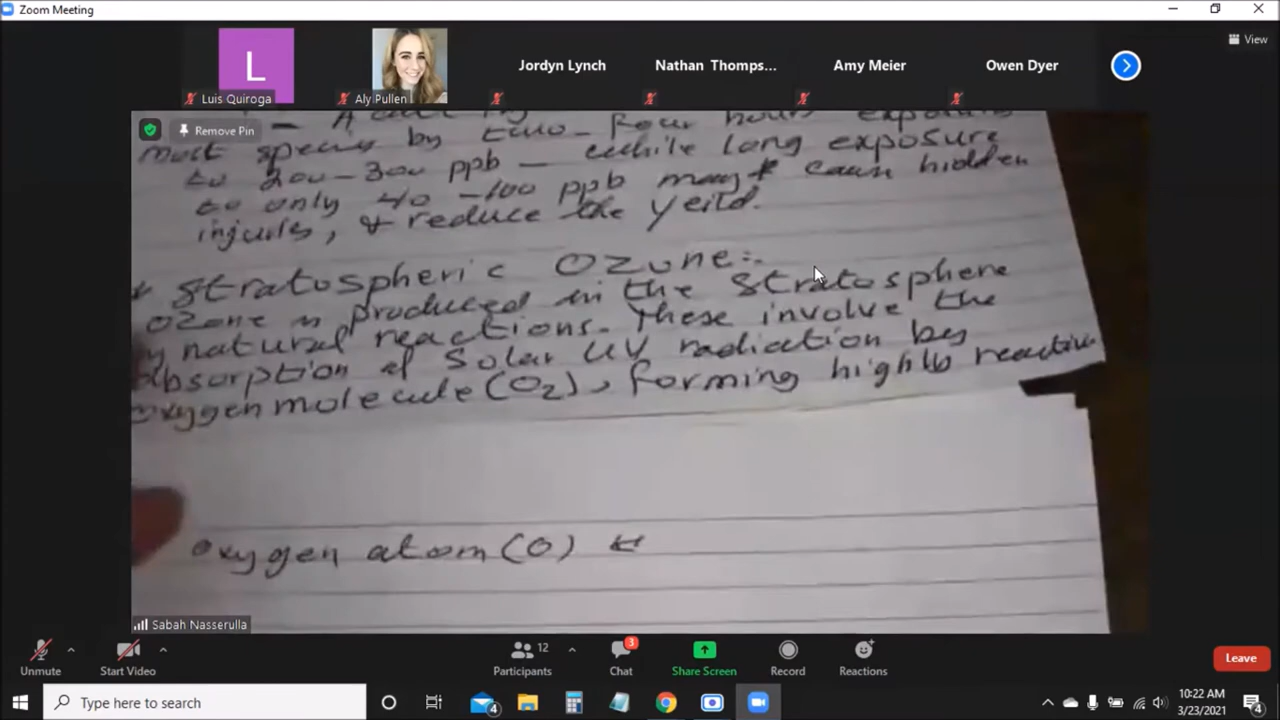 Zoom Meeting
View
L
Luis Quiroga
Aly Pullen
Jordyn Lynch
Nathan Thomps...
Amy Meier
Owen Dyer
Remove Pin
hours
most species by two - four
to 200-300 ppb - while long exposure
to only 40 -100 ppb may cause hidden
injuries, & reduce the yeild.
* Stratospheric Ozone:-
Ozone is produced in the stratosphere
by natural reactions. These involve the
absorption of Solar UV radiation by
oxygen molecule (O2), forming highly reactive
oxygen atom (O)
Sabah Nasserulla
Unmute
Start Video
12
Participants
3
Chat
Share Screen
Record
Reactions
Leave
Type here to search
4
10:22 AM
3/23/2021
4